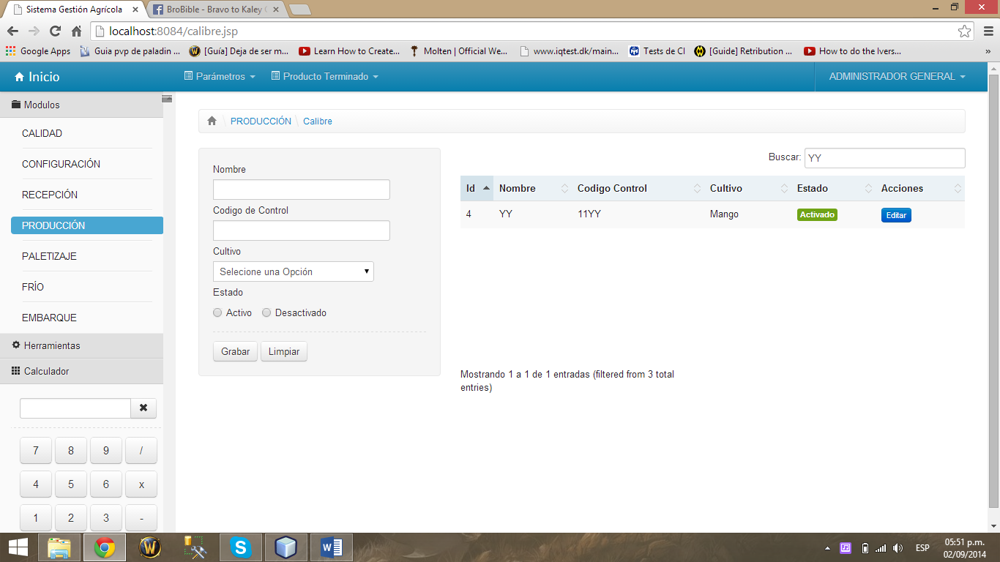 Sistema Gestión Agrícola
BroBible - Bravo to Kaley
localhost:8084/calibre.jsp
Google Apps
Guia pvp de paladin ...
[Guía] Deja de ser m...
Learn How to Create...
Molten | Official We...
www.iqtest.dk/main...
Tests de CI
[Guide] Retribution ...
How to do the Ivers...
»
Inicio
Parámetros
Producto Terminado
ADMINISTRADOR GENERAL
Modulos
CALIDAD
CONFIGURACIÓN
RECEPCIÓN
PRODUCCIÓN
PALETIZAJE
FRÍO
EMBARQUE
Herramientas
Calculador
7 8 9 /
4 5 6 x
1 2 3 -
PRODUCCIÓN \ Calibre
Nombre
Codigo de Control
Cultivo
Selecione una Opción
Estado
Activo Desactivado
Grabar Limpiar
Buscar: YY
Id Nombre Codigo Control Cultivo Estado Acciones
4 YY 11YY Mango Activado Editar
Mostrando 1 a 1 de 1 entradas (filtered from 3 total
entries)
ESP
05:51 p.m.
02/09/2014